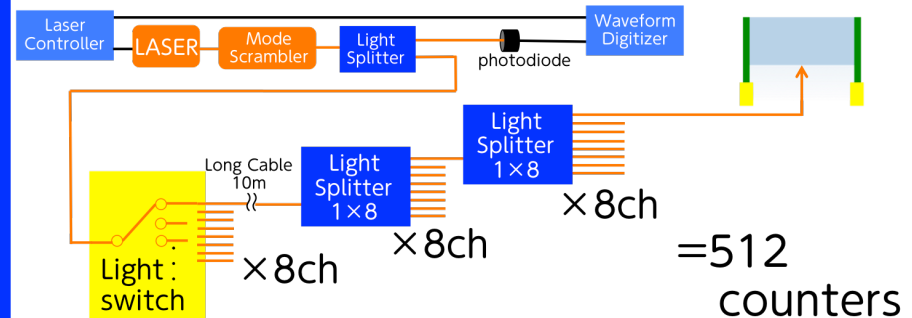 Laser
Controller
LASER
Mode
Scrambler
Light
Splitter
photodiode
Waveform
Digitizer
Long Cable
10m
Light
Splitter
1×8
Light
Splitter
1×8
×8ch
×8ch
×8ch
Light :
switch
=512
counters